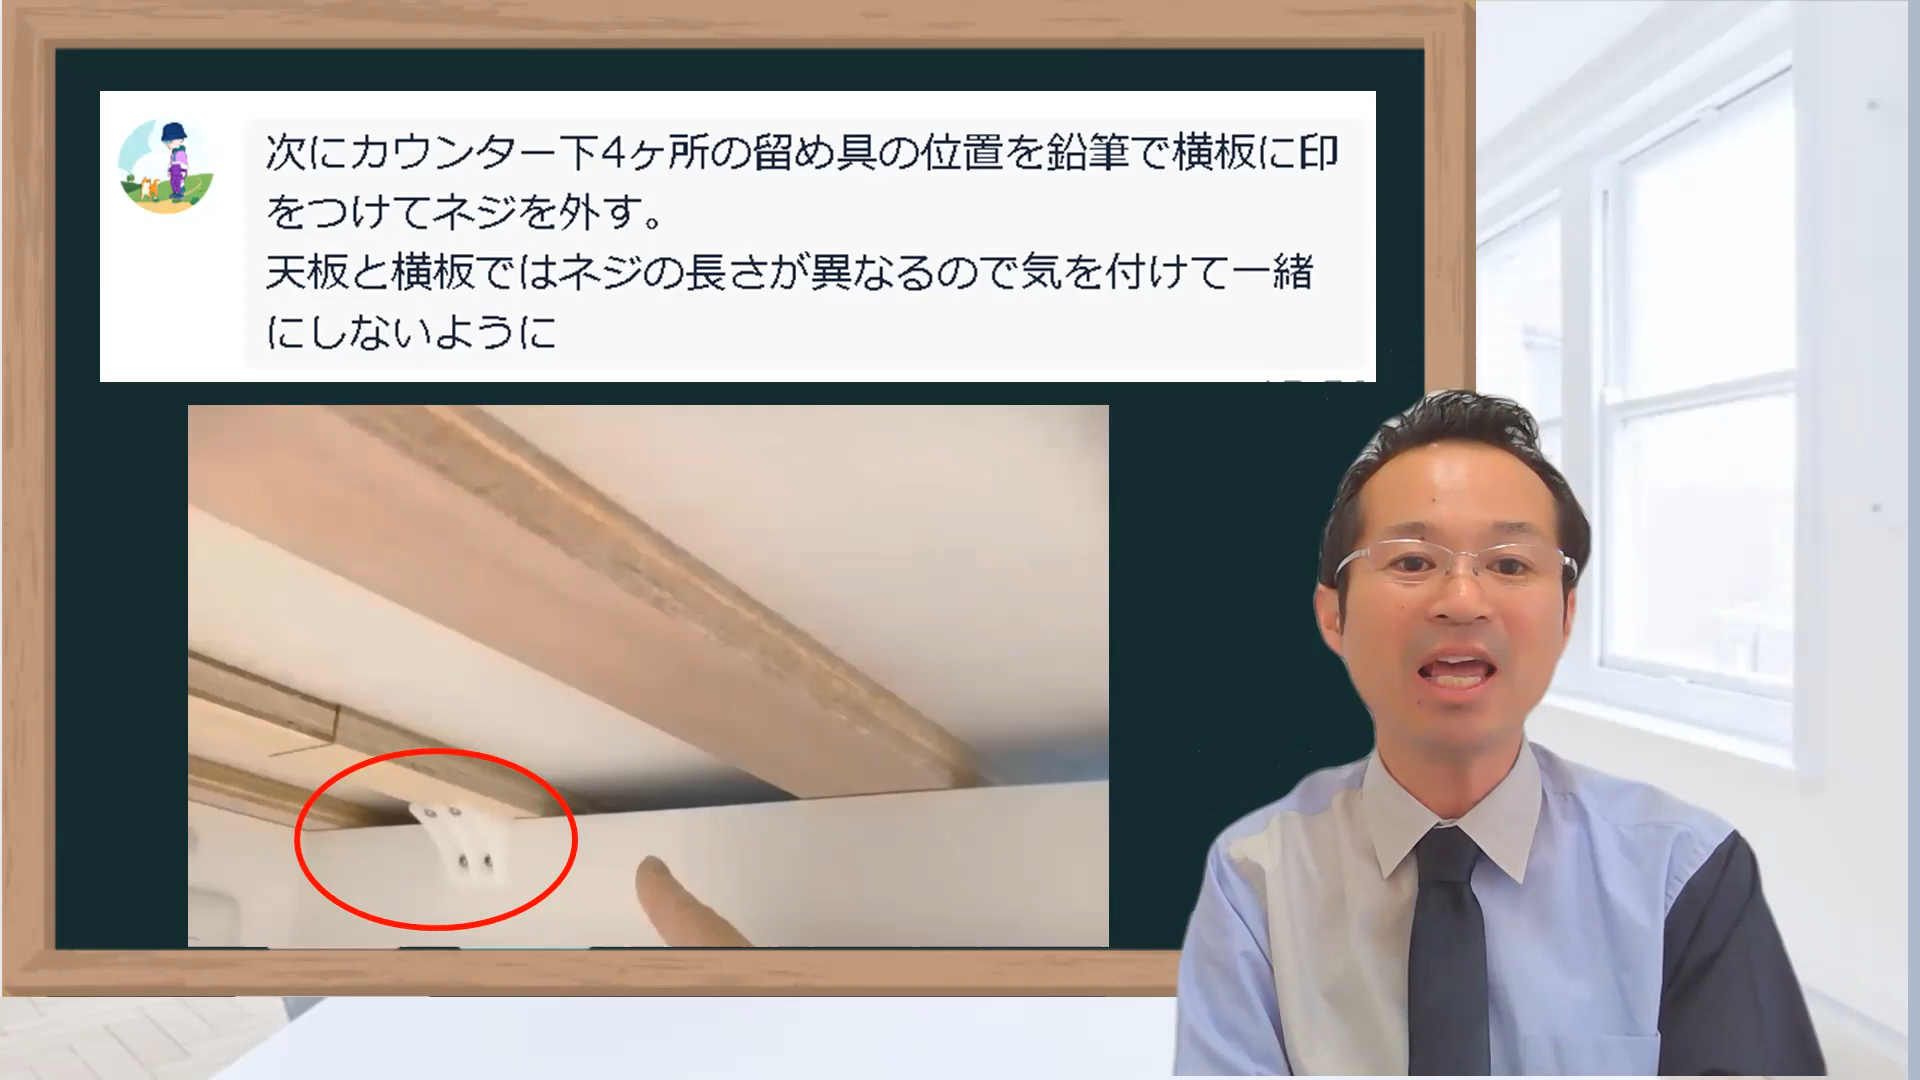 次にカウンター下4ヶ所の留め具の位置を鉛筆で横板に印
をつけてネジを外す。
天板と横板ではネジの長さが異なるので気を付けて一緒
にしないように